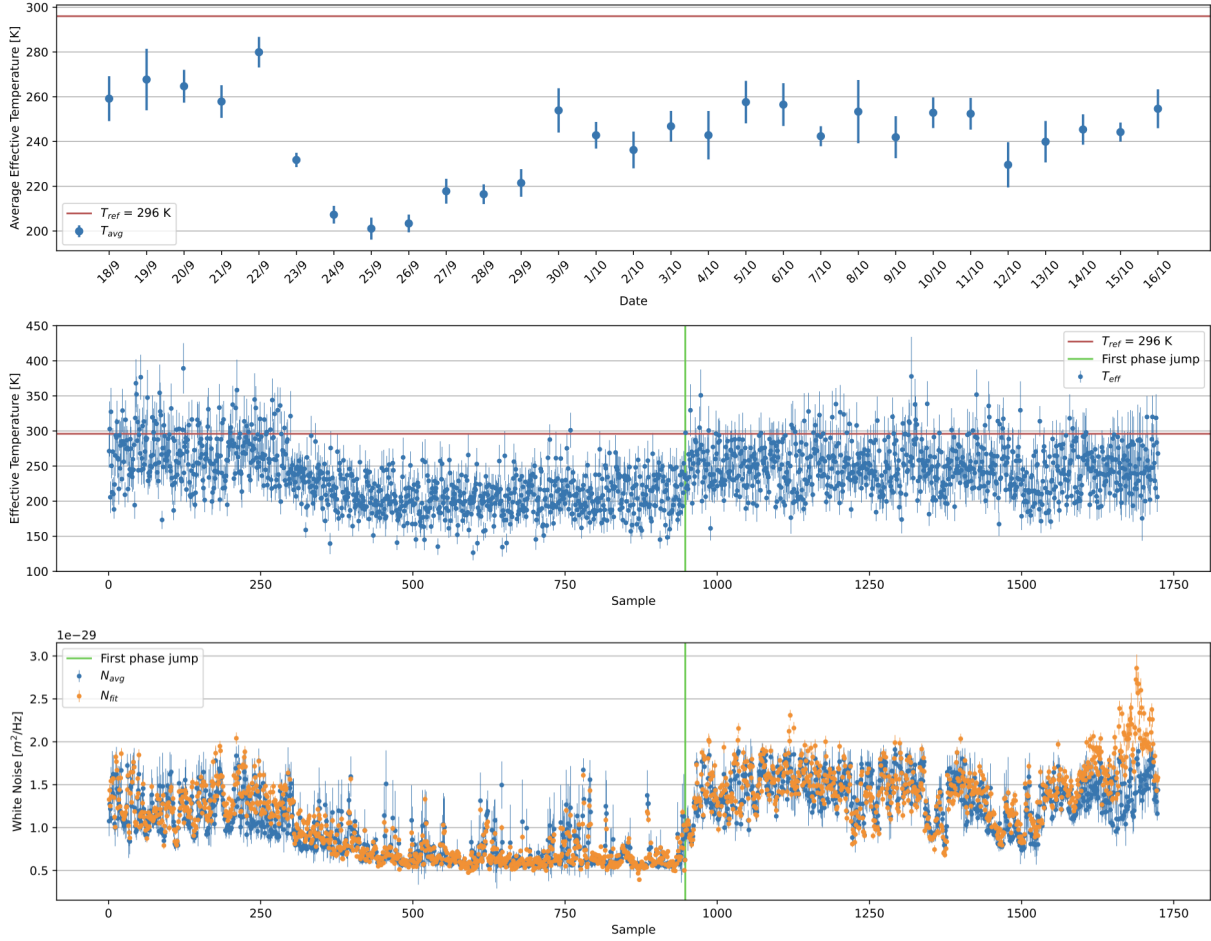 300
280
260
240
220
200
Average Effective Temperature [K]
T_ref = 296 K
T_avg
18/9 19/9 20/9 21/9 22/9 23/9 24/9 25/9 26/9 27/9 28/9 29/9 30/9 1/10 2/10 3/10 4/10 5/10 6/10 7/10 8/10 9/10 10/10 11/10 12/10 13/10 14/10 15/10 16/10
Date
450
400
350
300
250
200
150
100
Effective Temperature [K]
T_ref = 296 K
First phase jump
T_eff
0 250 500 750 1000 1250 1500 1750
Sample
1e−29
3.0
2.5
2.0
1.5
1.0
0.5
White Noise [m²/Hz]
First phase jump
N_avg
N_fit
0 250 500 750 1000 1250 1500 1750
Sample